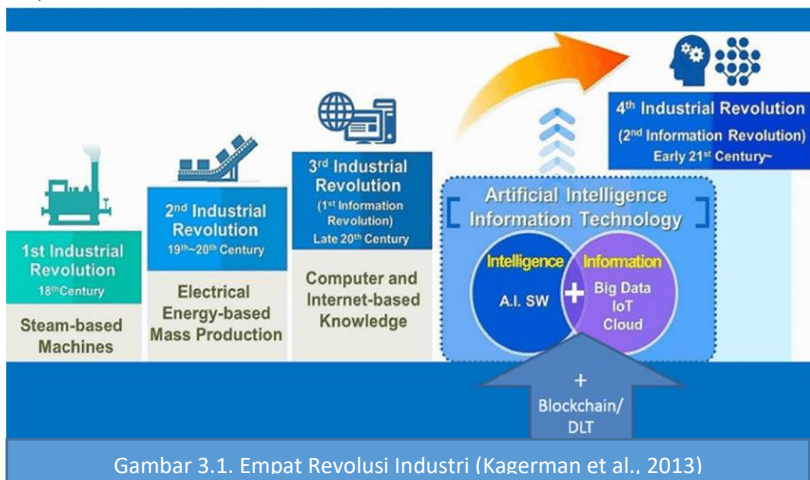 1st Industrial
Revolution
18th Century
Steam-based
Machines
2nd Industrial
Revolution
19th~20th Century
Electrical
Energy-based
Mass Production
3rd Industrial
Revolution
(1st Information
Revolution)
Late 20th Century
Computer and
Internet-based
Knowledge
4th Industrial Revolution
(2nd Information Revolution)
Early 21st Century~
Artificial Intelligence
Information Technology
Intelligence
A.I. SW
+
Information
Big Data
IoT
Cloud
+
Blockchain/
DLT
Gambar 3.1. Empat Revolusi Industri (Kagerman et al., 2013)